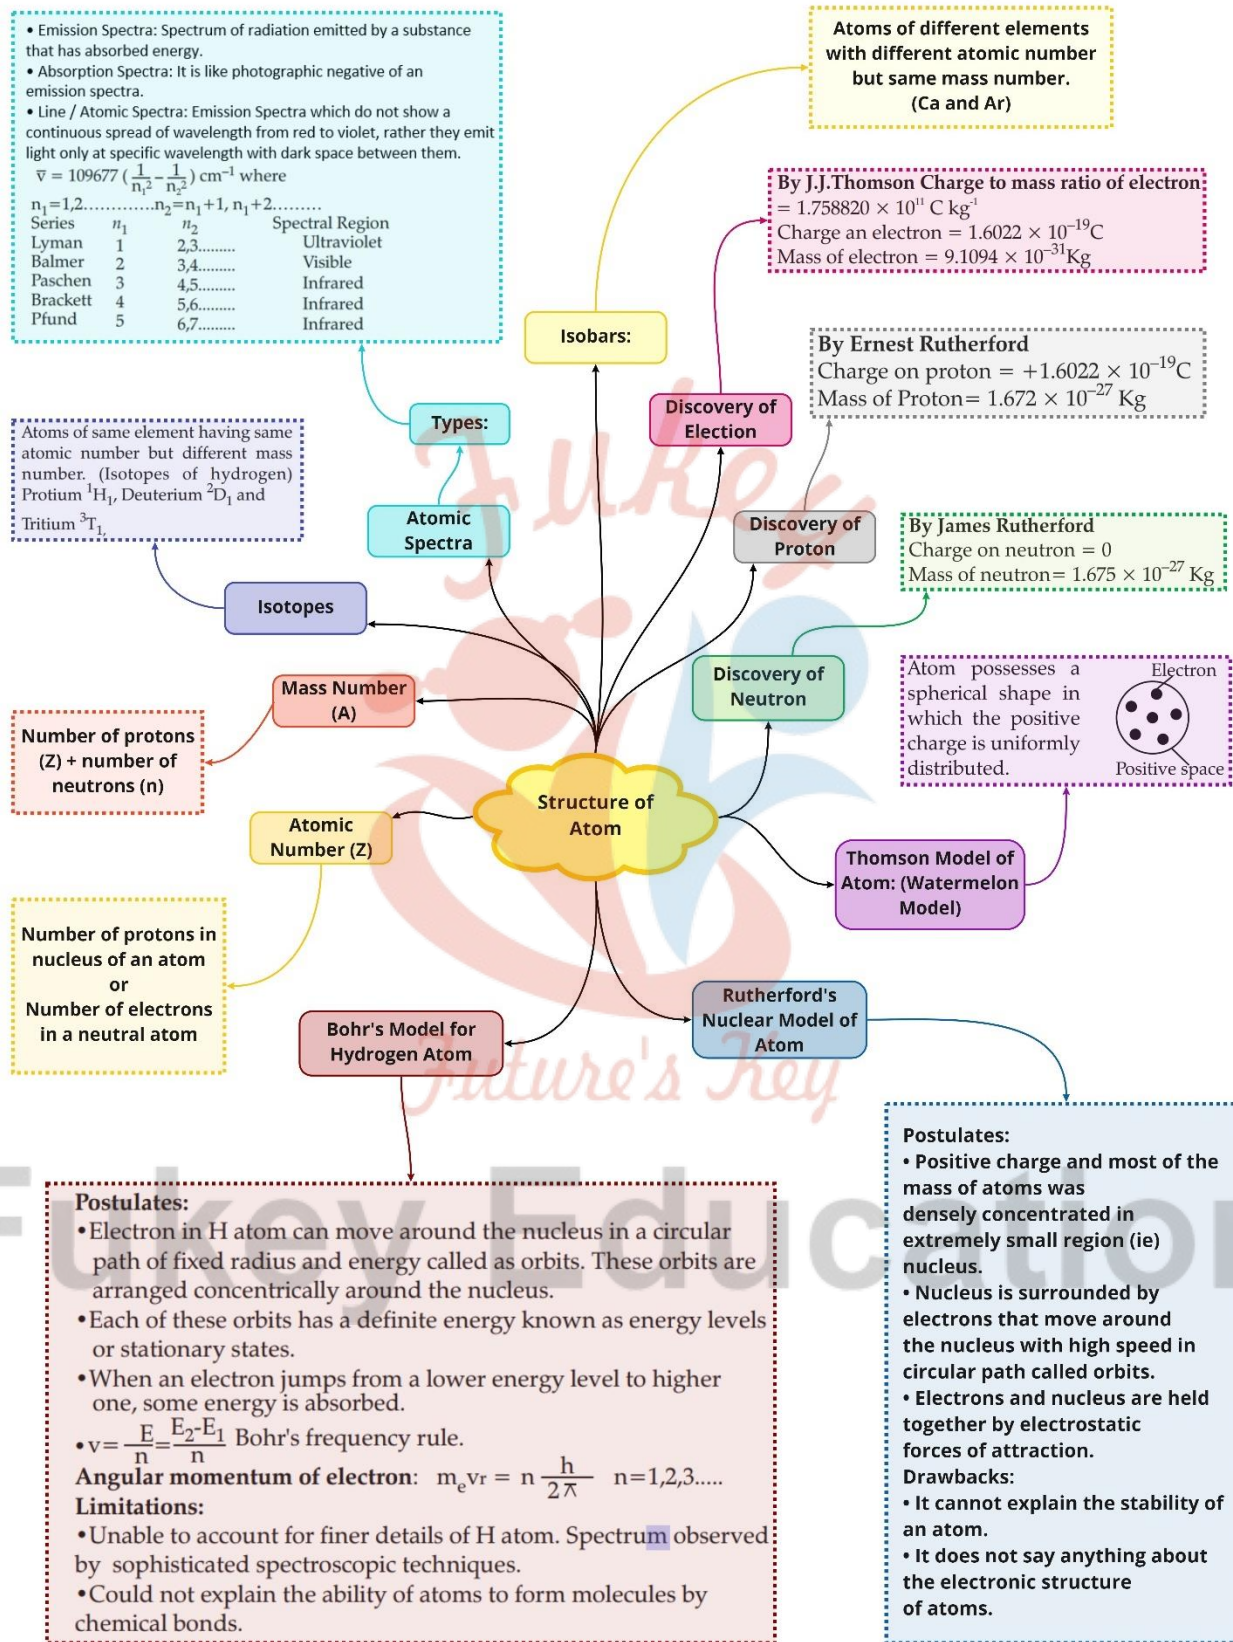 • Emission Spectra: Spectrum of radiation emitted by a substance
that has absorbed energy.
• Absorption Spectra: It is like photographic negative of an
emission spectra.
• Line / Atomic Spectra: Emission Spectra which do not show a
continuous spread of wavelength from red to violet, rather they emit
light only at specific wavelength with dark space between them.
v̅ = 109677 (1/n₁² − 1/n₂²) cm⁻¹ where
n₁=1,2............n₂=n₁+1, n₁+2.........
Series n₁ n₂ Spectral Region
Lyman 1 2,3......... Ultraviolet
Balmer 2 3,4......... Visible
Paschen 3 4,5......... Infrared
Brackett 4 5,6......... Infrared
Pfund 5 6,7......... Infrared
Atoms of different elements
with different atomic number
but same mass number.
(Ca and Ar)
By J.J.Thomson Charge to mass ratio of electron
= 1.758820 × 10¹¹ C kg⁻¹
Charge an electron = 1.6022 × 10⁻¹⁹C
Mass of electron = 9.1094 × 10⁻³¹Kg
Isobars:
By Ernest Rutherford
Charge on proton = +1.6022 × 10⁻¹⁹C
Mass of Proton= 1.672 × 10⁻²⁷ Kg
Types:
Discovery of
Election
Atoms of same element having same
atomic number but different mass
number. (Isotopes of hydrogen)
Protium ¹H₁, Deuterium ²D₁ and
Tritium ³T₁,
Atomic
Spectra
Discovery of
Proton
By James Rutherford
Charge on neutron = 0
Mass of neutron= 1.675 × 10⁻²⁷ Kg
Isotopes
Mass Number
(A)
Discovery of
Neutron
Atom possesses a
spherical shape in
which the positive
charge is uniformly
distributed.
Electron
Positive space
Number of protons
(Z) + number of
neutrons (n)
Structure of
Atom
Atomic
Number (Z)
Thomson Model of
Atom: (Watermelon
Model)
Number of protons in
nucleus of an atom
or
Number of electrons
in a neutral atom
Rutherford's
Nuclear Model of
Atom
Bohr's Model for
Hydrogen Atom
Fukey
Future's Key
Fukey Education
Postulates:
•Electron in H atom can move around the nucleus in a circular
path of fixed radius and energy called as orbits. These orbits are
arranged concentrically around the nucleus.
•Each of these orbits has a definite energy known as energy levels
or stationary states.
•When an electron jumps from a lower energy level to higher
one, some energy is absorbed.
•v= E/n = E₂-E₁/n Bohr's frequency rule.
Angular momentum of electron: mₑvr = n h/2π n=1,2,3.....
Limitations:
•Unable to account for finer details of H atom. Spectrum observed
by sophisticated spectroscopic techniques.
•Could not explain the ability of atoms to form molecules by
chemical bonds.
Postulates:
• Positive charge and most of the
mass of atoms was
densely concentrated in
extremely small region (ie)
nucleus.
• Nucleus is surrounded by
electrons that move around
the nucleus with high speed in
circular path called orbits.
• Electrons and nucleus are held
together by electrostatic
forces of attraction.
Drawbacks:
• It cannot explain the stability of
an atom.
• It does not say anything about
the electronic structure
of atoms.